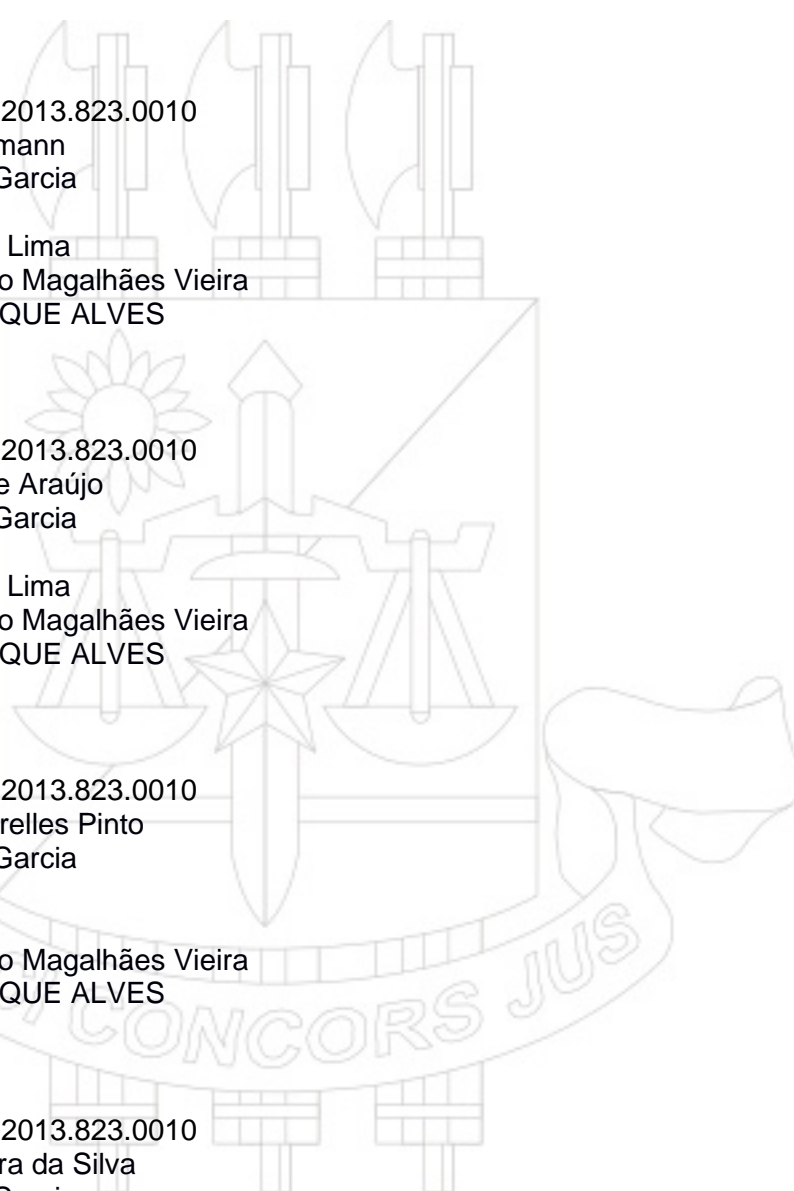 2013.823.0010
mann
Garcia
Lima
o Magalhães Vieira
QUE ALVES
2013.823.0010
e Araújo
Garcia
Lima
o Magalhães Vieira
QUE ALVES
2013.823.0010
relles Pinto
Garcia
o Magalhães Vieira
QUE ALVES
CONCORS JUS
2013.823.0010
ra da Silva